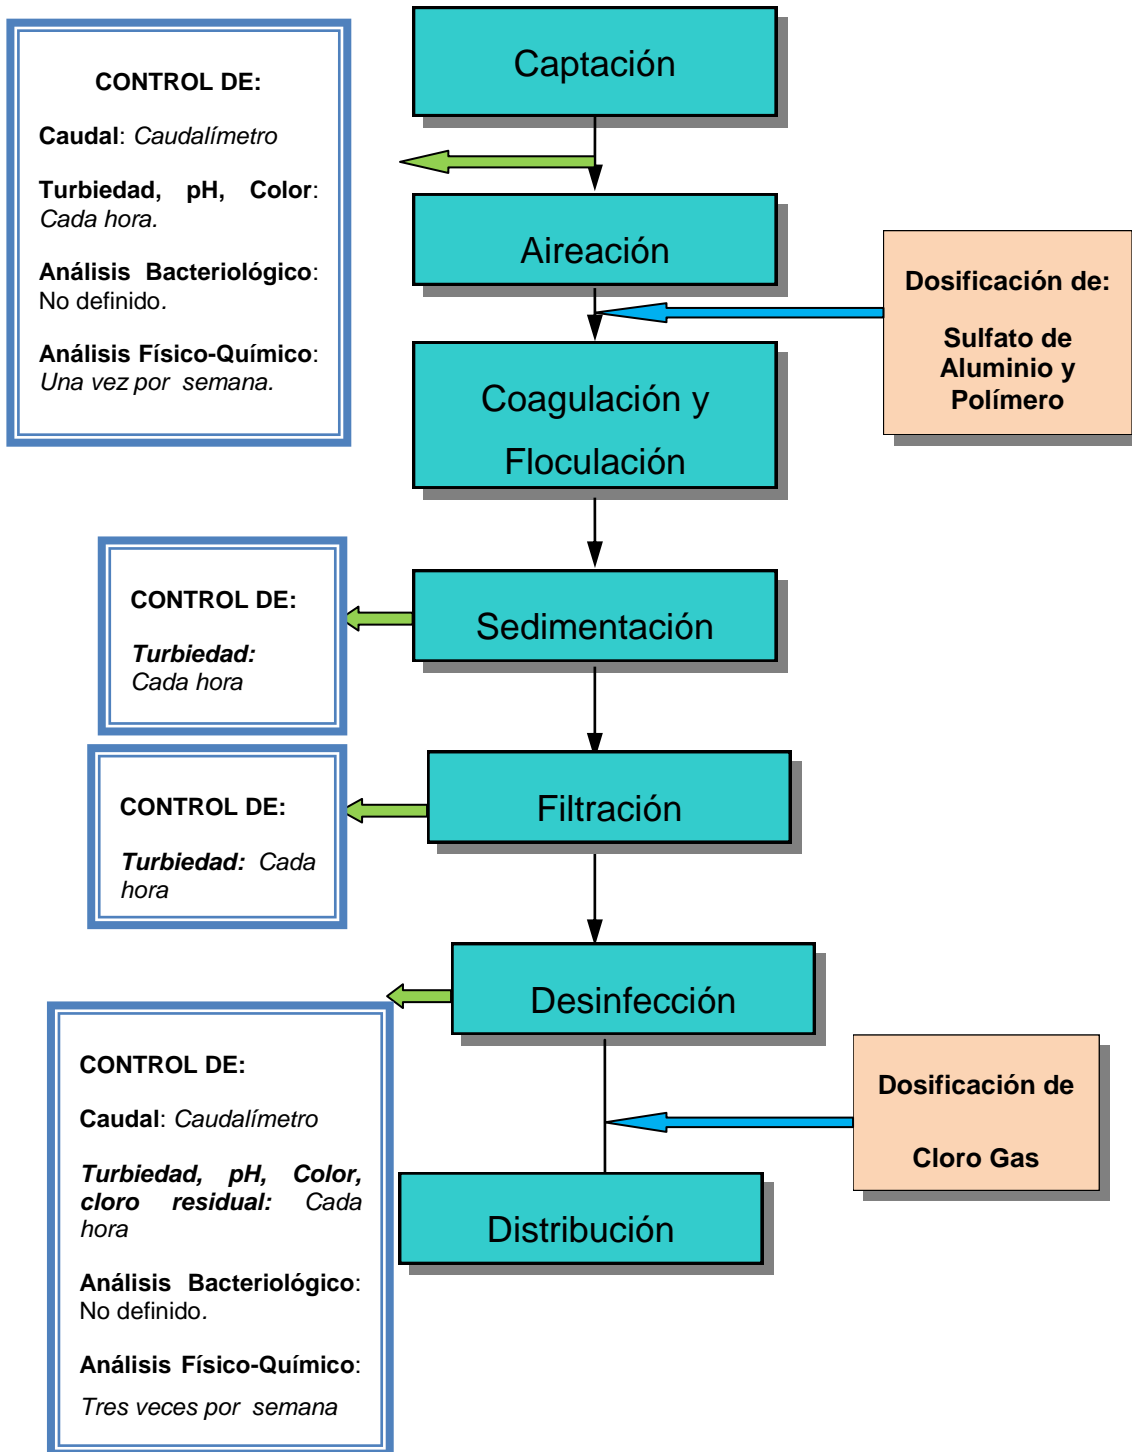 Captación
CONTROL DE:
Caudal: Caudalímetro
Turbiedad, pH, Color:
Cada hora.
Análisis Bacteriológico:
No definido.
Análisis Físico-Químico:
Una vez por semana.
Aireación
Dosificación de:
Sulfato de
Aluminio y
Polímero
Coagulación y
Floculación
CONTROL DE:
Turbiedad:
Cada hora
Sedimentación
CONTROL DE:
Turbiedad: Cada
hora
Filtración
Desinfección
CONTROL DE:
Caudal: Caudalímetro
Turbiedad, pH, Color,
cloro residual: Cada
hora
Análisis Bacteriológico:
No definido.
Análisis Físico-Químico:
Tres veces por semana
Dosificación de
Cloro Gas
Distribución